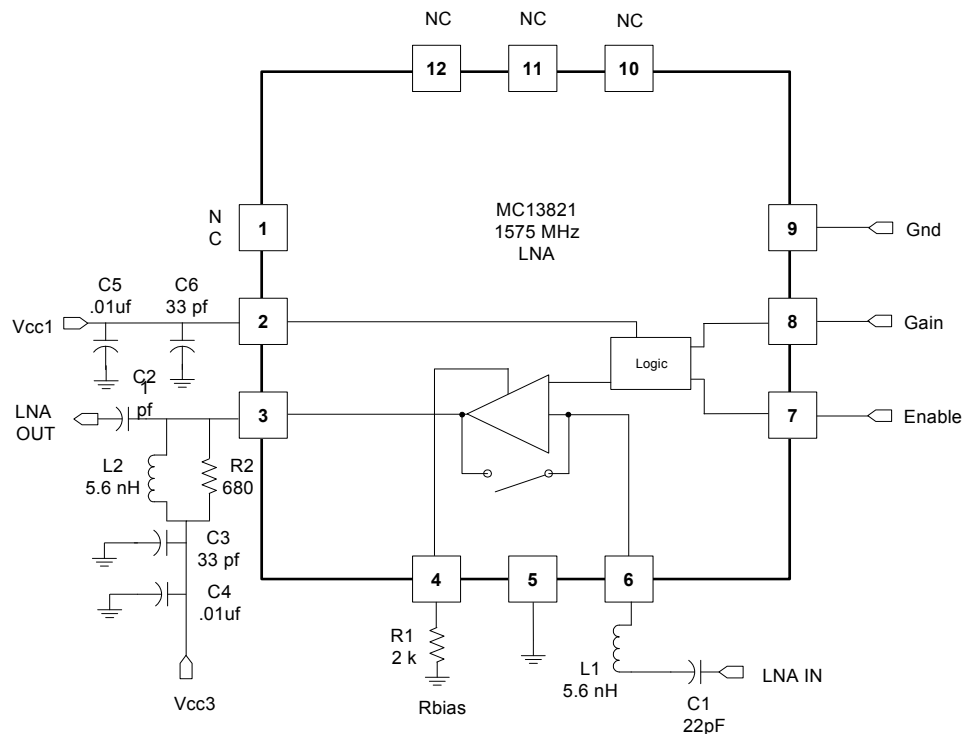 NC
NC
NC
12
11
10
N
C
1
MC13821
1575 MHz
LNA
9
Gnd
C5
.01uf
C6
33 pf
Vcc1
2
8
Gain
Logic
C2
1
pf
LNA
OUT
3
7
Enable
L2
5.6 nH
R2
680
C3
33 pf
C4
.01uf
4
5
6
R1
2 k
L1
5.6 nH
LNA IN
C1
22pF
Vcc3
Rbias